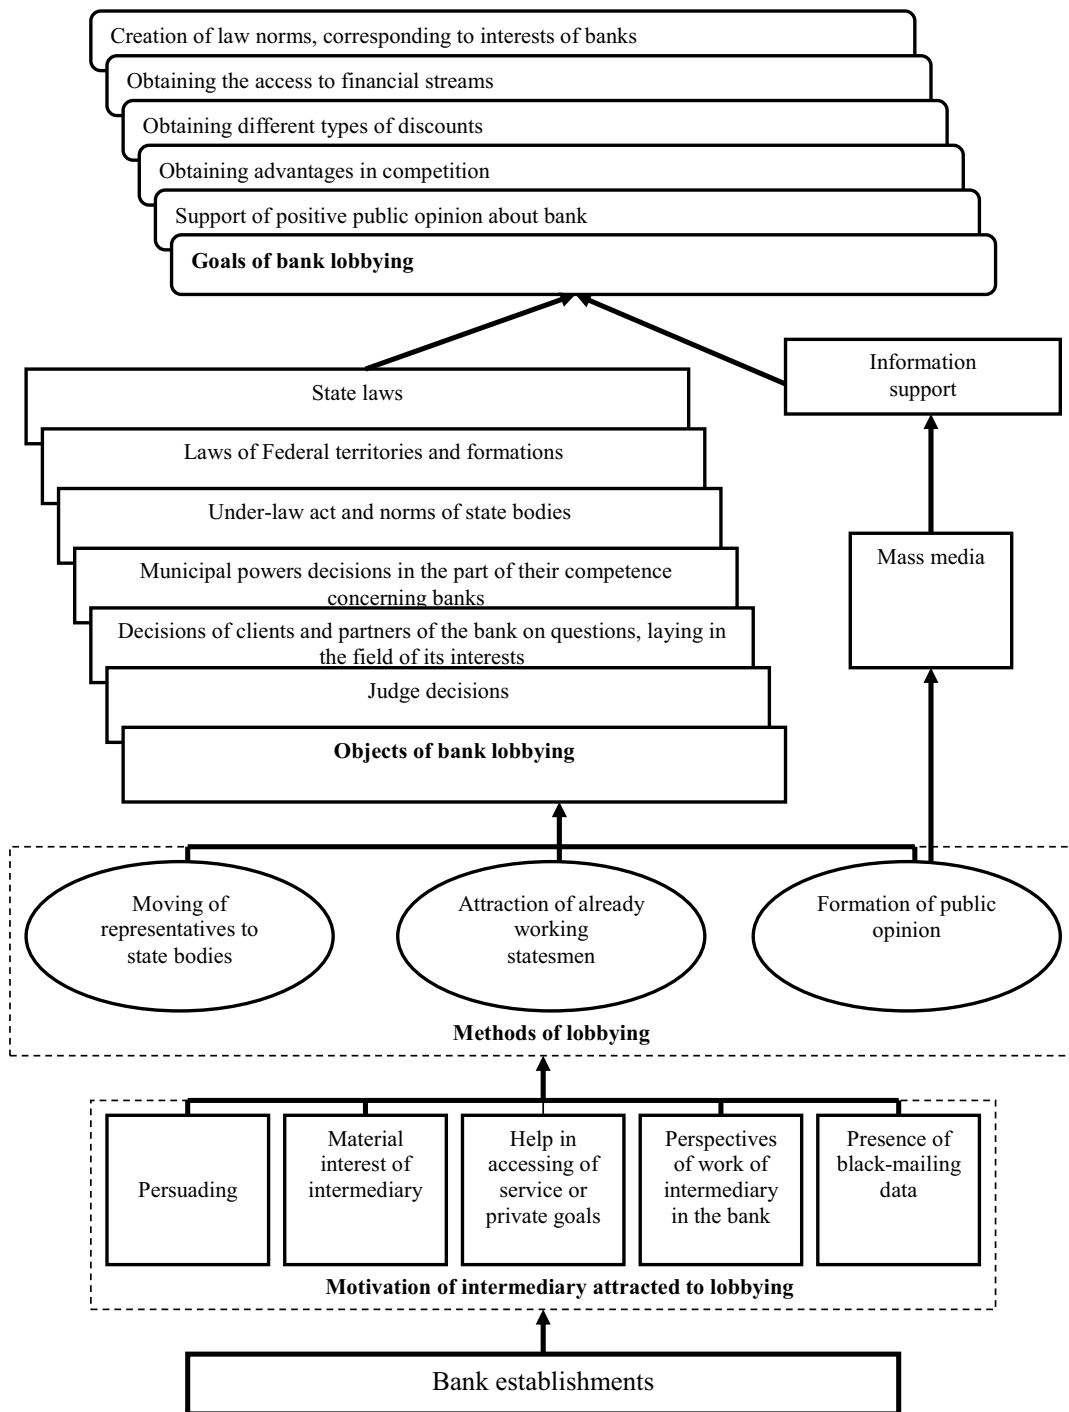 Creation of law norms, corresponding to interests of banks
Obtaining the access to financial streams
Obtaining different types of discounts
Obtaining advantages in competition
Support of positive public opinion about bank
Goals of bank lobbying
Information
support
State laws
Laws of Federal territories and formations
Under-law act and norms of state bodies
Municipal powers decisions in the part of their competence
concerning banks
Decisions of clients and partners of the bank on questions, laying in
the field of its interests
Judge decisions
Objects of bank lobbying
Mass media
Moving of
representatives to
state bodies
Attraction of already
working
statesmen
Formation of public
opinion
Methods of lobbying
Persuading
Material
interest of
intermediary
Help in
accessing of
service or
private goals
Perspectives
of work of
intermediary
in the bank
Presence of
black-mailing
data
Motivation of intermediary attracted to lobbying
Bank establishments